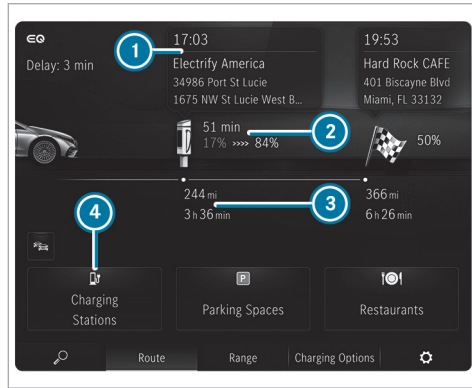 EQ
Delay: 3 min
17:03
Electrify America
34986 Port St Lucie
1675 NW St Lucie West B...
19:53
Hard Rock CAFE
401 Biscayne Blvd
Miami, FL 33132
1
51 min
17% »»» 84%
2
50%
244 mi
3 h 36 min
3
366 mi
6 h 26 min
4
Charging
Stations
P
Parking Spaces
Restaurants
Route
Range
Charging Options